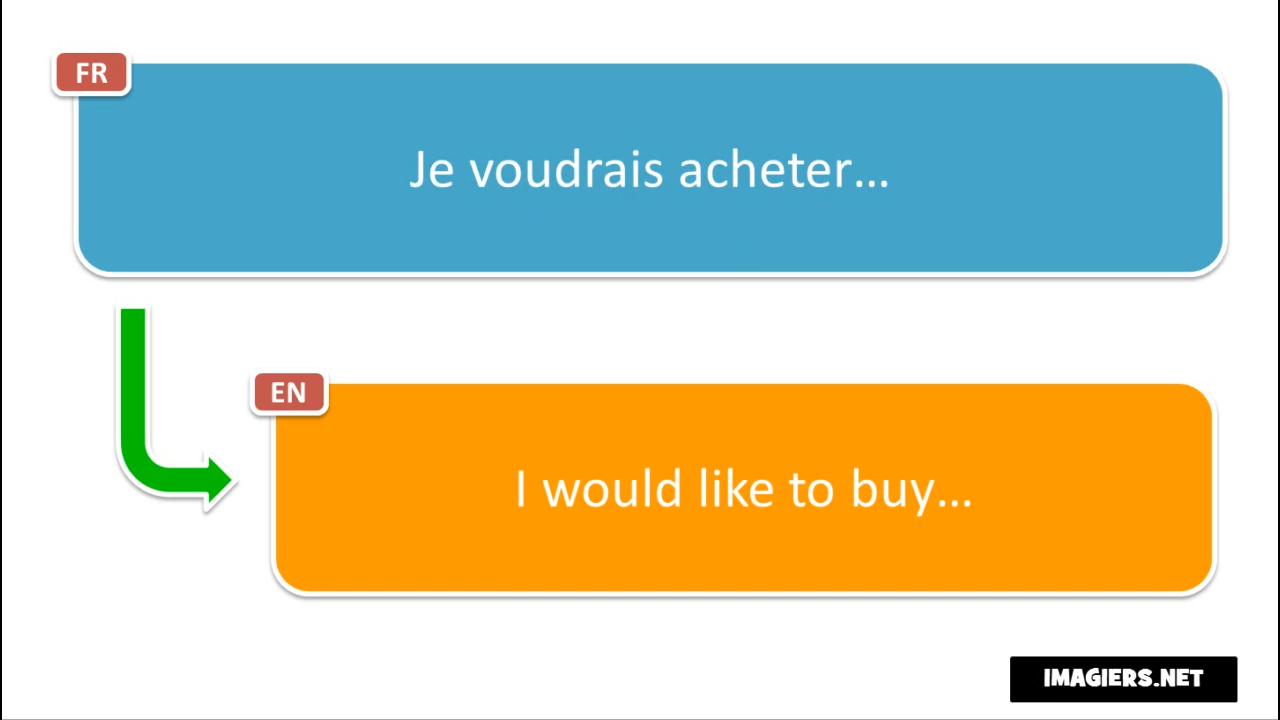 FR
Je voudrais acheter...
EN
I would like to buy...
IMAGIERS.NET